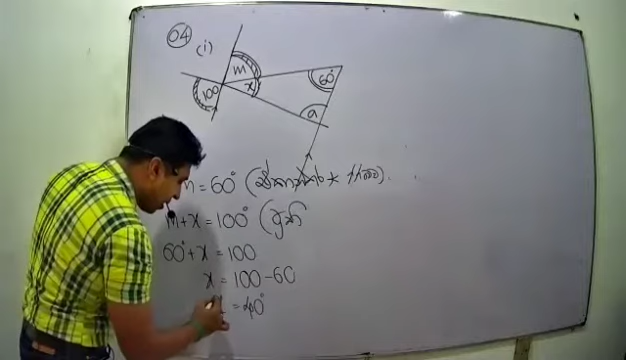 04
(i)
m
60°
100
x
a
m = 60°
m+x = 100°
60°+x = 100
x = 100-60
= 40°